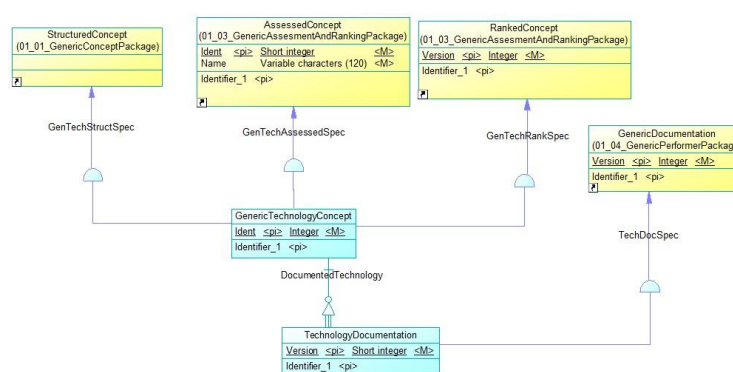 StructuredConcept
(01_01_GenericConceptPackage)
AssessedConcept
(01_03_GenericAssesmentAndRankingPackage)
Ident <pi> Short integer <M>
Name Variable characters (120) <M>
Identifier_1 <pi>
RankedConcept
(01_03_GenericAssesmentAndRankingPackage)
Version <pi> Integer <M>
Identifier_1 <pi>
GenTechStructSpec
GenTechAssessedSpec
GenTechRankSpec
GenericDocumentation
(01_04_GenericPerformerPackag
Version <pi> Integer <M>
Identifier_1 <pi>
GenericTechnologyConcept
Ident <pi> Integer <M>
Identifier_1 <pi>
TechDocSpec
DocumentedTechnology
TechnologyDocumentation
Version <pi> Short integer <M>
Identifier_1 <pi>